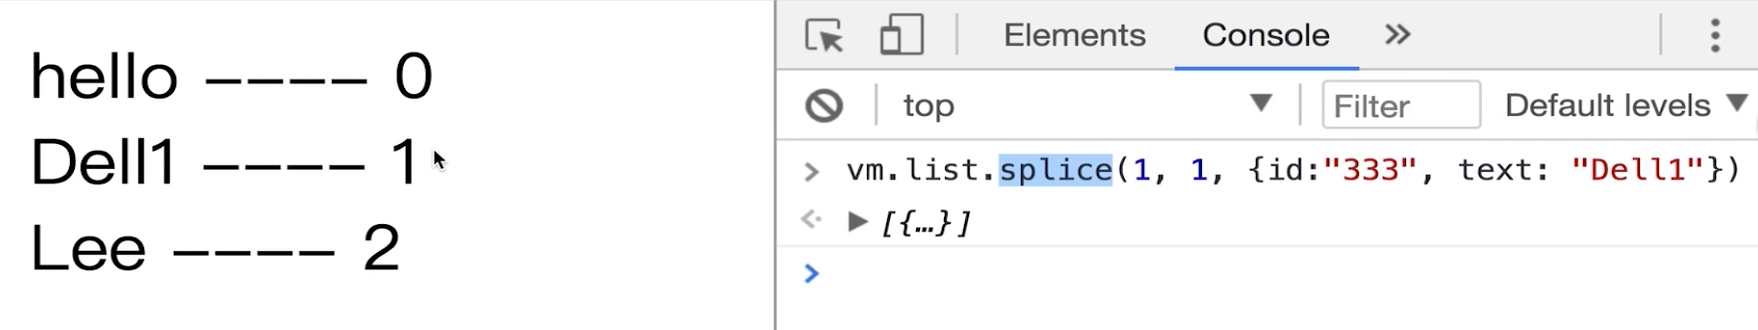 hello ---- 0
Dell1 ---- 1
Lee ---- 2
Elements Console »
top Filter Default levels
> vm.list.splice(1, 1, {id:"333", text: "Dell1"})
[{…}]
>